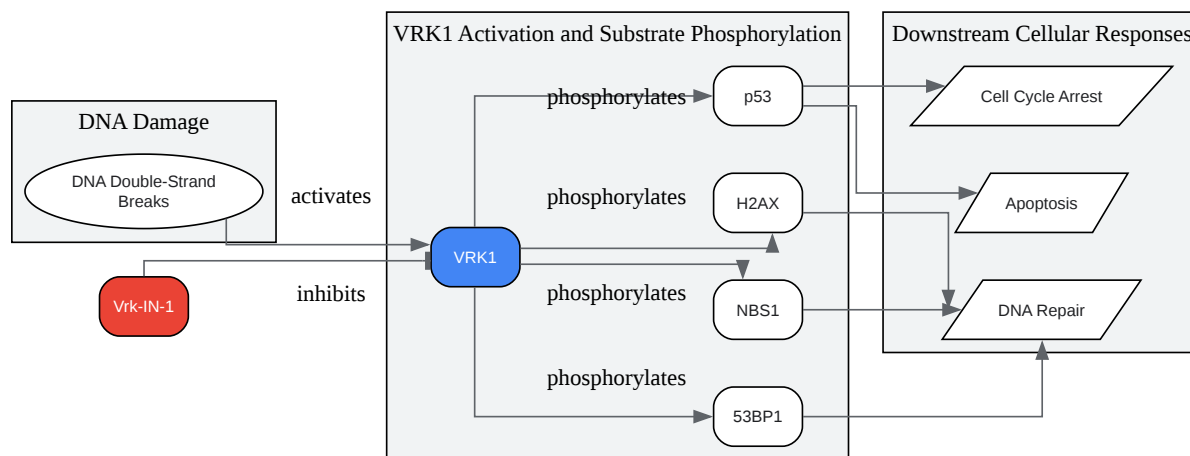 DNA Damage
DNA Double-Strand
Breaks
activates
Vrk-IN-1
inhibits
VRK1 Activation and Substrate Phosphorylation
VRK1
phosphorylates
p53
phosphorylates
H2AX
phosphorylates
NBS1
phosphorylates
53BP1
Downstream Cellular Responses
Cell Cycle Arrest
Apoptosis
DNA Repair